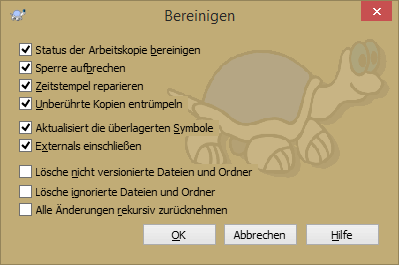 Bereinigen
Status der Arbeitskopie bereinigen
Sperre aufbrechen
Zeitstempel reparieren
Unberührte Kopien entrümpeln
Aktualisiert die überlagerten Symbole
Externals einschließen
Lösche nicht versionierte Dateien und Ordner
Lösche ignorierte Dateien und Ordner
Alle Änderungen rekursiv zurücknehmen
OK Abbrechen Hilfe